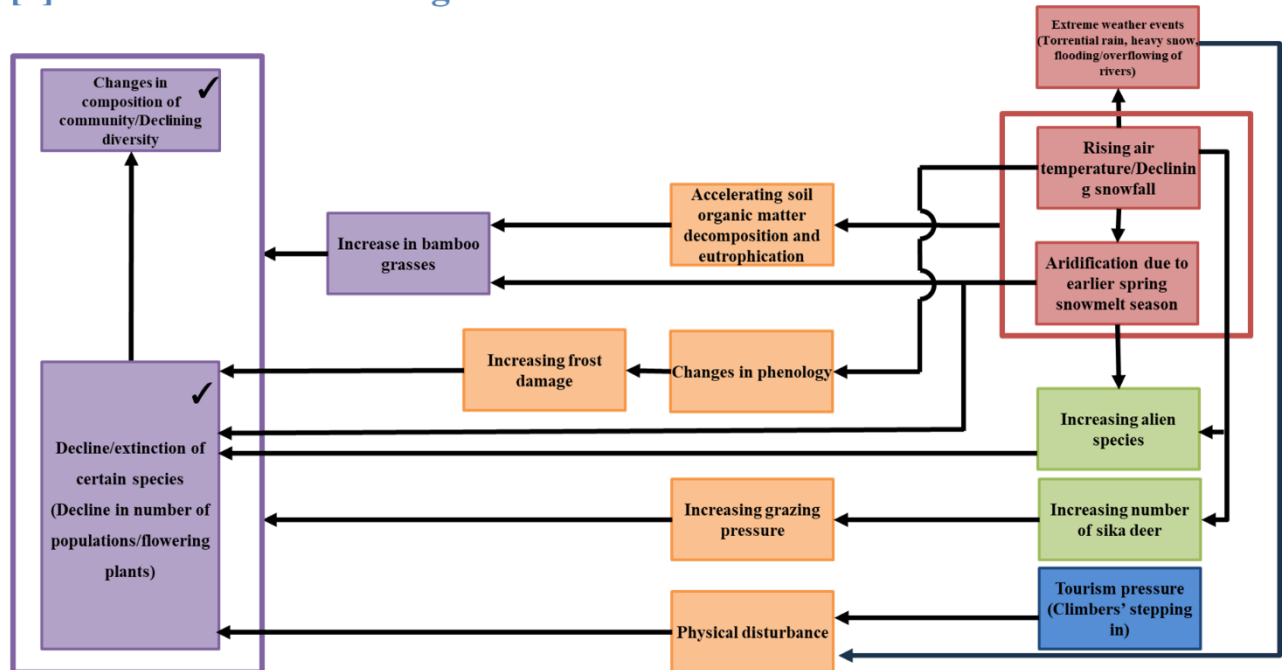 Extreme weather events
(Torrential rain, heavy snow,
flooding/overflowing of
rivers)
Changes in
composition of
community/Declining
diversity
✓
Rising air
temperature/Declinin
g snowfall
Accelerating soil
organic matter
decomposition and
eutrophication
Increase in bamboo
grasses
Aridification due to
earlier spring
snowmelt season
Increasing frost
damage
Changes in phenology
✓
Decline/extinction of
certain species
(Decline in number of
populations/flowering
plants)
Increasing alien
species
Increasing grazing
pressure
Increasing number
of sika deer
Tourism pressure
(Climbers’ stepping
in)
Physical disturbance